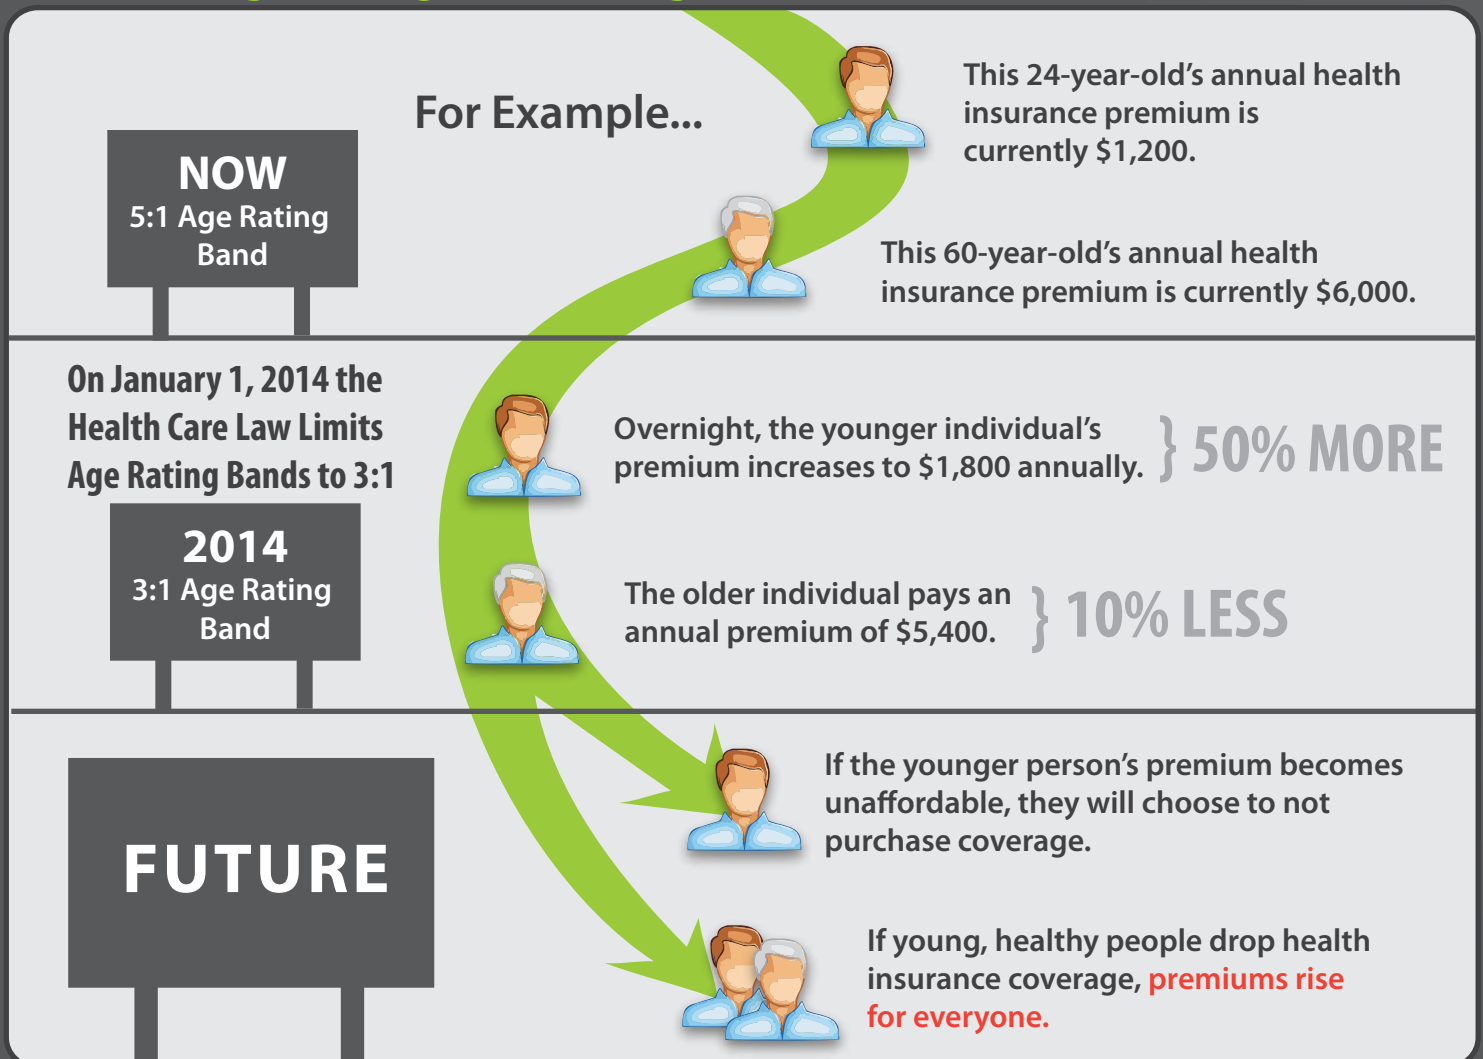 For Example...
This 24-year-old’s annual health
insurance premium is
currently $1,200.
NOW
5:1 Age Rating
Band
This 60-year-old’s annual health
insurance premium is currently $6,000.
On January 1, 2014 the
Health Care Law Limits
Age Rating Bands to 3:1
Overnight, the younger individual’s
premium increases to $1,800 annually.
} 50% MORE
2014
3:1 Age Rating
Band
The older individual pays an
annual premium of $5,400.
} 10% LESS
FUTURE
If the younger person’s premium becomes
unaffordable, they will choose to not
purchase coverage.
If young, healthy people drop health
insurance coverage, premiums rise
for everyone.